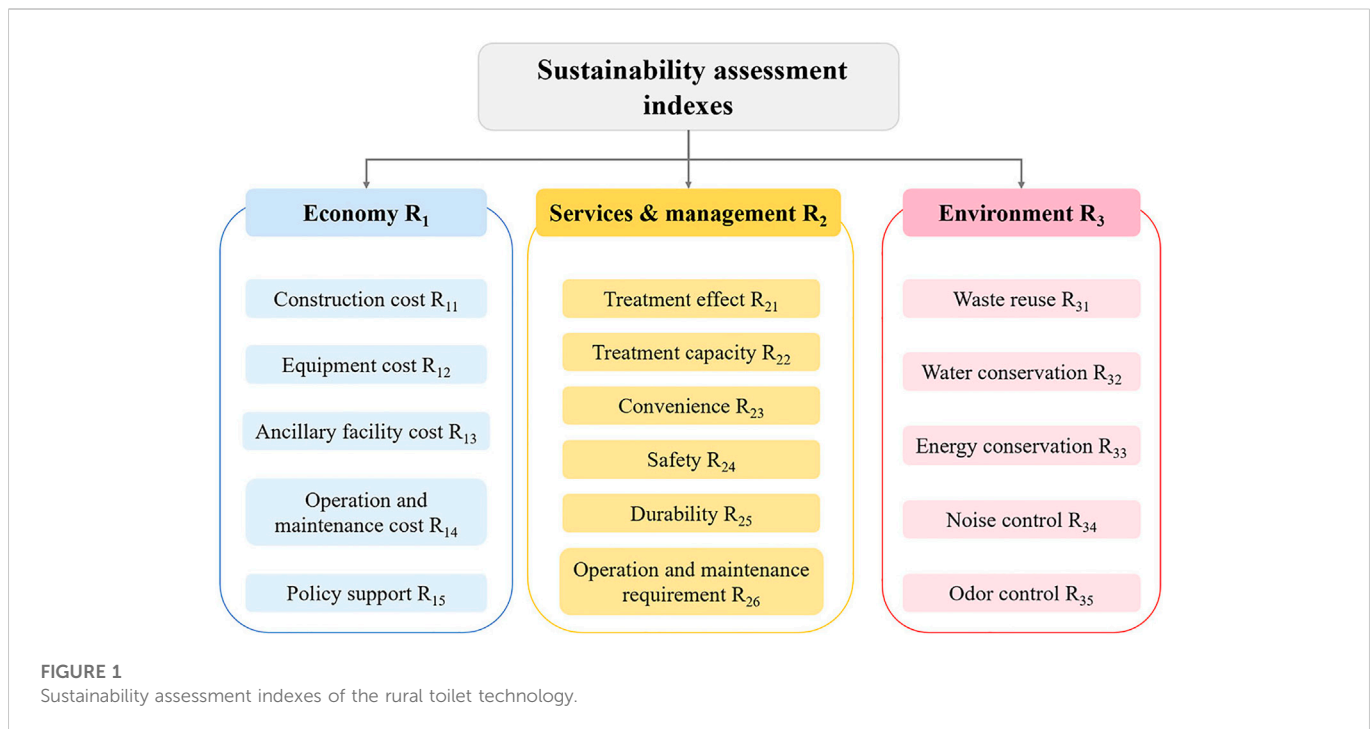 Sustainability assessment
indexes
Economy R₁
Construction cost R₁₁
Equipment cost R₁₂
Ancillary facility cost R₁₃
Operation and
maintenance cost R₁₄
Policy support R₁₅
Services & management R₂
Treatment effect R₂₁
Treatment capacity R₂₂
Convenience R₂₃
Safety R₂₄
Durability R₂₅
Operation and maintenance
requirement R₂₆
Environment R₃
Waste reuse R₃₁
Water conservation R₃₂
Energy conservation R₃₃
Noise control R₃₄
Odor control R₃₅
FIGURE 1
Sustainability assessment indexes of the rural toilet technology.